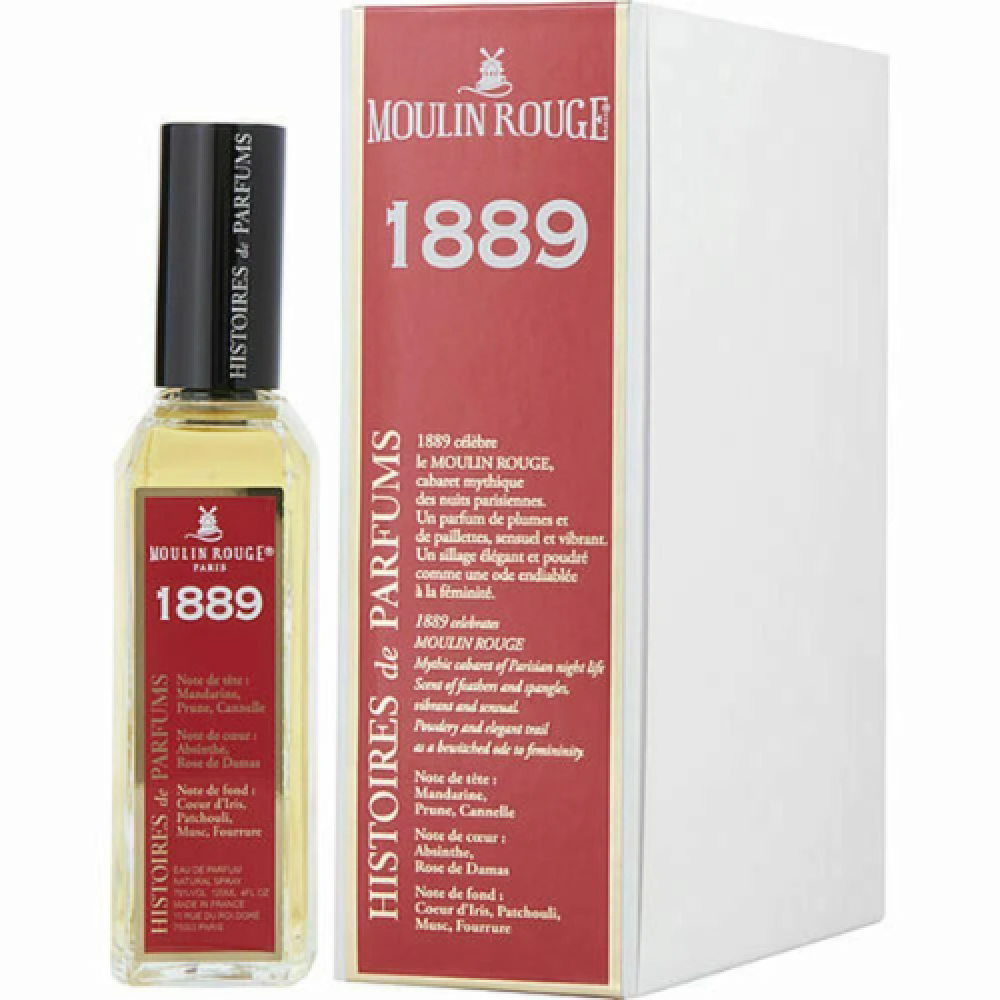 HISTOIRES de PARFUMS
MOULIN ROUGE®
PARIS
1889
HISTOIRES de PARFUMS
Note de tête :
Mandarine,
Prune, Cannelle
Note de cœur :
Absinthe,
Rose de Damas
Note de fond :
Coeur d'Iris,
Patchouli,
Musc, Fourrure
EAU DE PARFUM
NATURAL SPRAY
MADE IN FRANCE
PARIS
MOULIN ROUGE®
PARIS
1889
HISTOIRES de PARFUMS
1889 célèbre
le MOULIN ROUGE,
cabaret mythique
des nuits parisiennes.
Un parfum de plumes et
de paillettes, sensuel et vibrant.
Un sillage élégant et poudré
comme une ode endiablée
à la féminité.
1889 celebrates
MOULIN ROUGE
Mythic cabaret of Parisian night life
Scent of feathers and spangles,
vibrant and sensual.
Powdery and elegant trail
as a bewitched ode to femininity.
Note de tête :
Mandarine,
Prune, Cannelle
Note de cœur :
Absinthe,
Rose de Damas
Note de fond :
Coeur d'Iris, Patchouli,
Musc, Fourrure